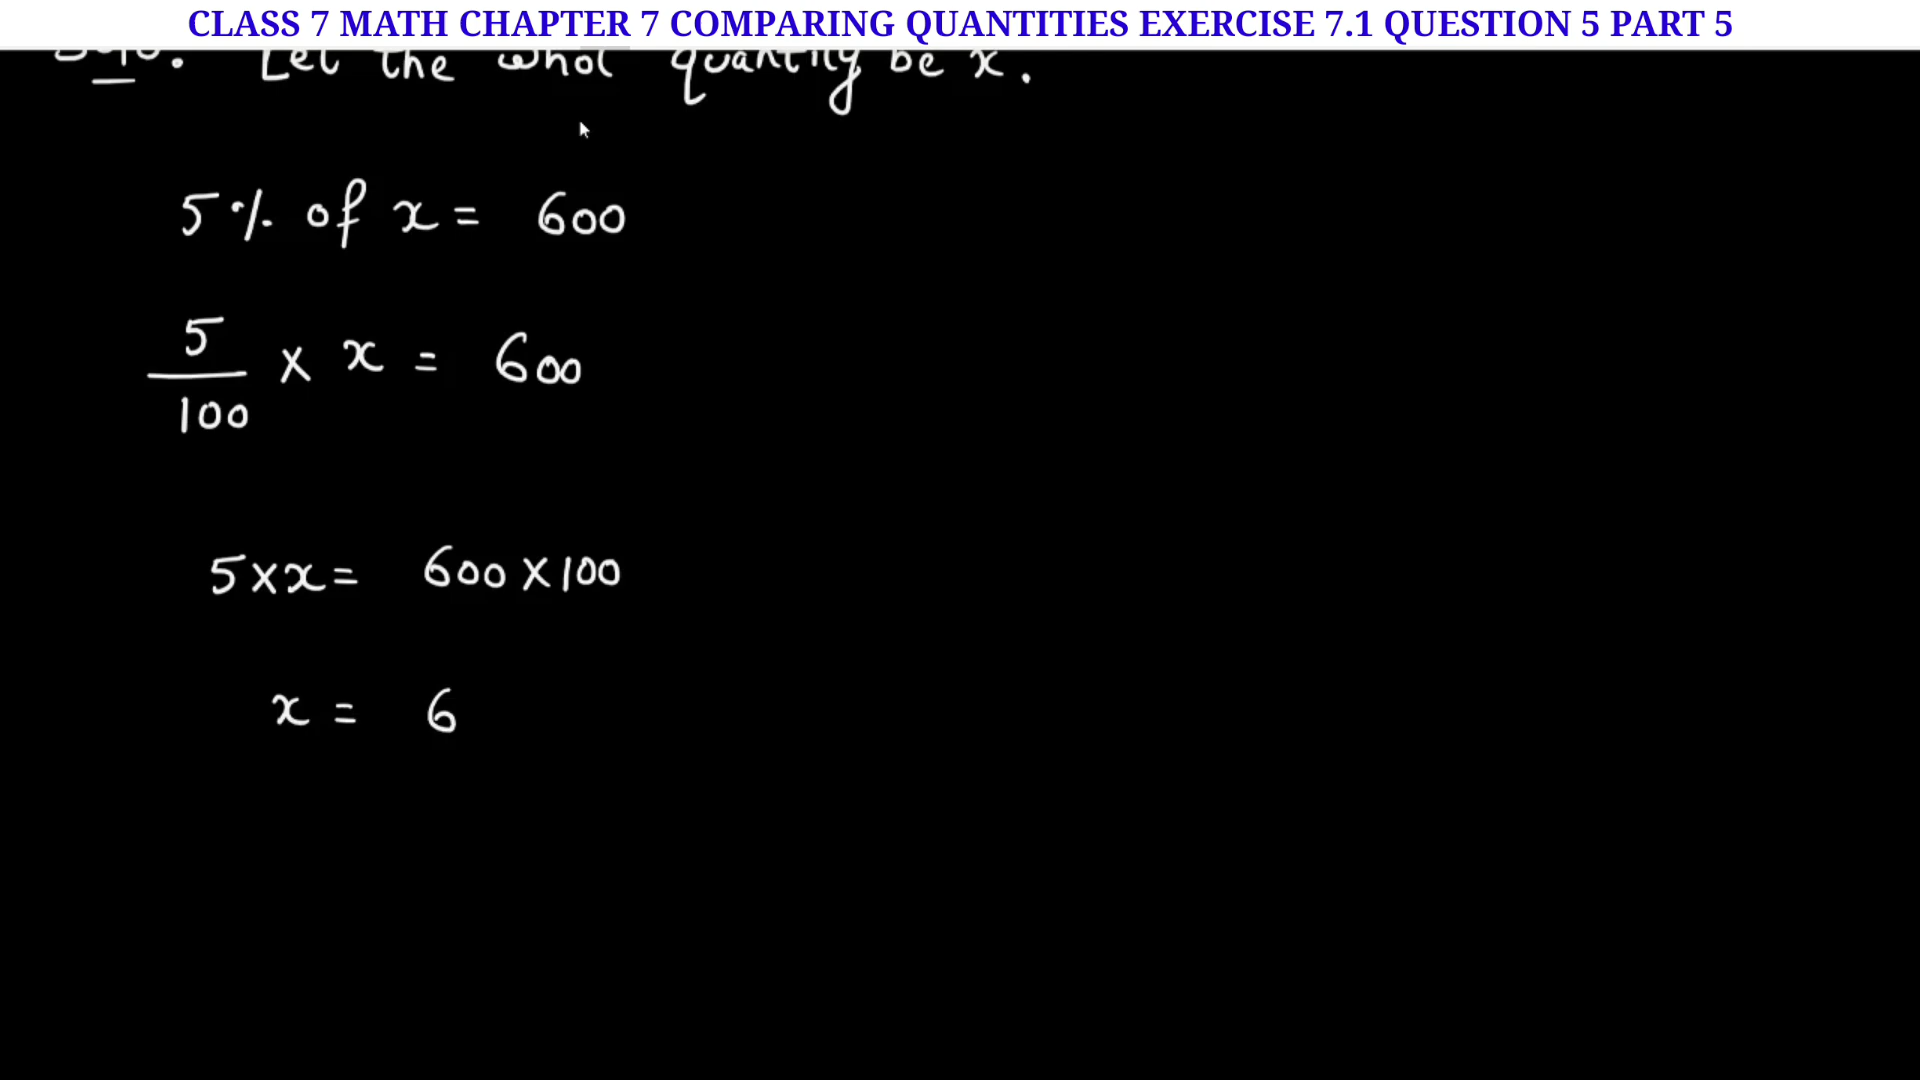 CLASS 7 MATH CHAPTER 7 COMPARING QUANTITIES EXERCISE 7.1 QUESTION 5 PART 5
Let the whol quantity be x.
5% of x = 600
5/100 × x = 600
5×x = 600×100
x = 6